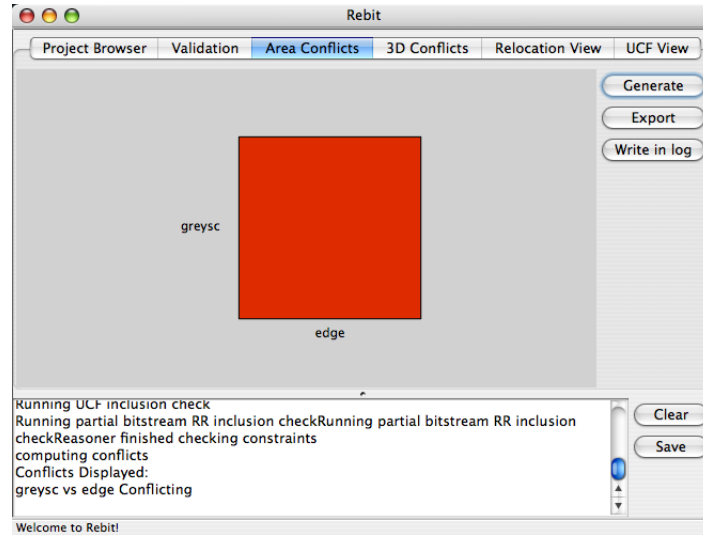 Rebit
Project Browser Validation Area Conflicts 3D Conflicts Relocation View UCF View
Generate
Export
Write in log
greysc
edge
Running UCF inclusion check
Running partial bitstream RR inclusion checkRunning partial bitstream RR inclusion
checkReasoner finished checking constraints
computing conflicts
Conflicts Displayed:
greysc vs edge Conflicting
Clear
Save
Welcome to Rebit!